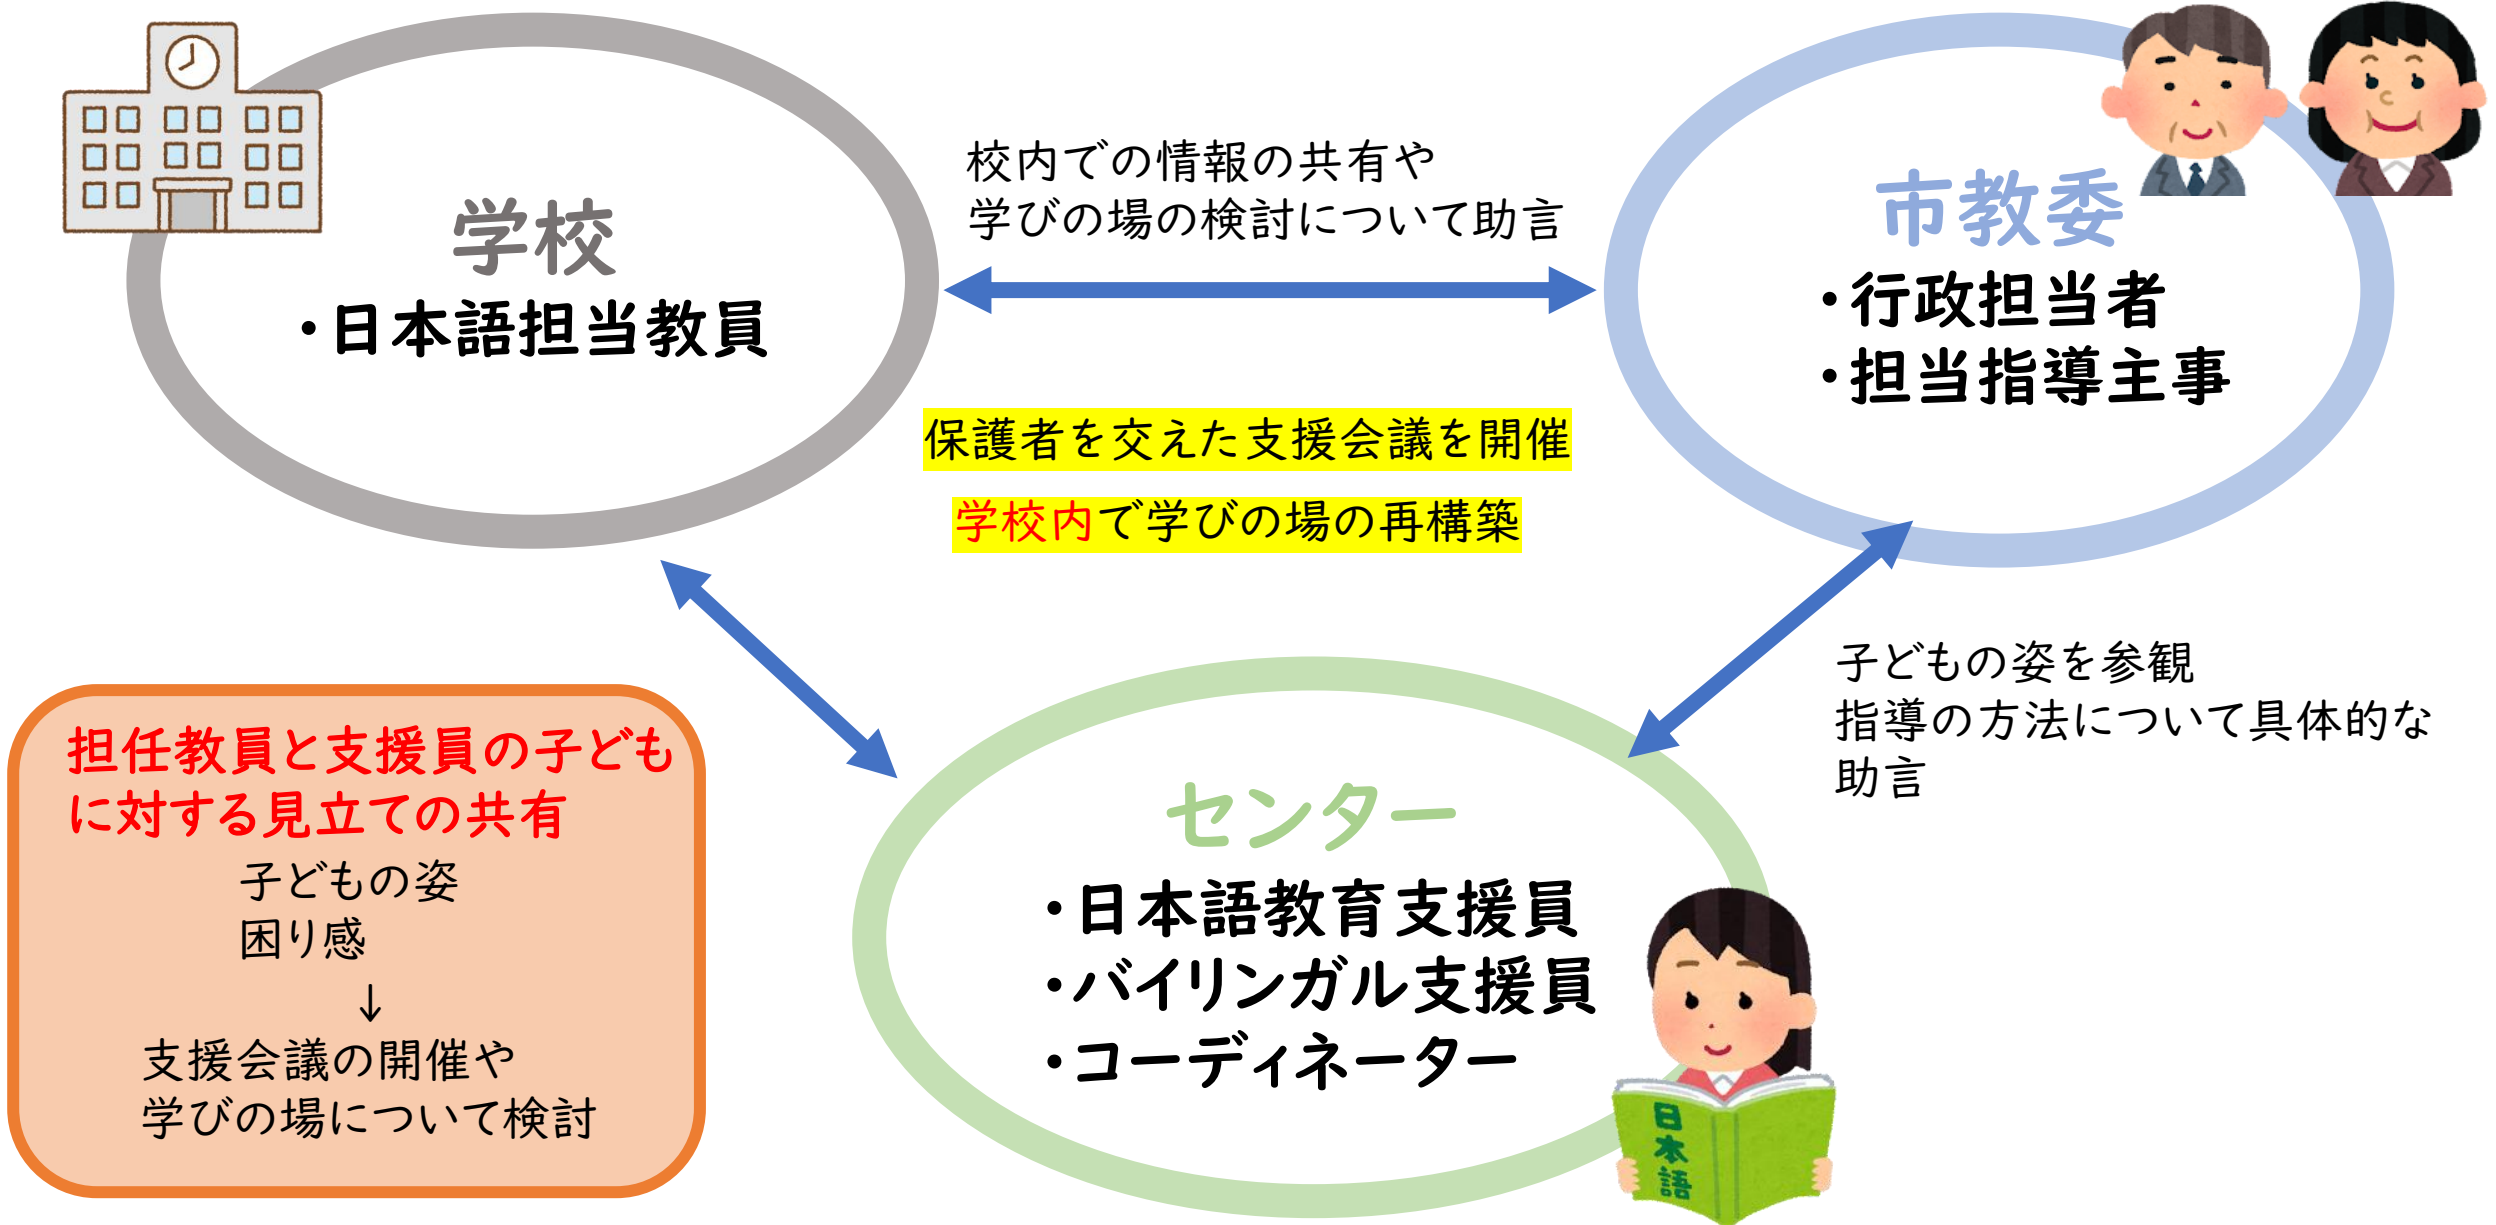 学校
・日本語担当教員
校内での情報の共有や
学びの場の検討について助言
市教委
・行政担当者
・担当指導主事
保護者を交えた支援会議を開催
学校内で学びの場の再構築
子どもの姿を参観
指導の方法について具体的な
助言
担任教員と支援員の子ども
に対する見立ての共有
子どもの姿
困り感
↓
支援会議の開催や
学びの場について検討
センター
・日本語教育支援員
・バイリンガル支援員
・コーディネーター
日本語